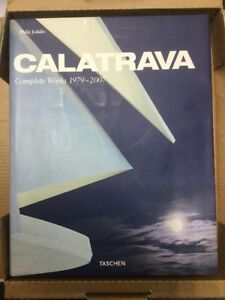 Philip Jodidio
CALATRAVA
Complete Works 1979–2007
TASCHEN